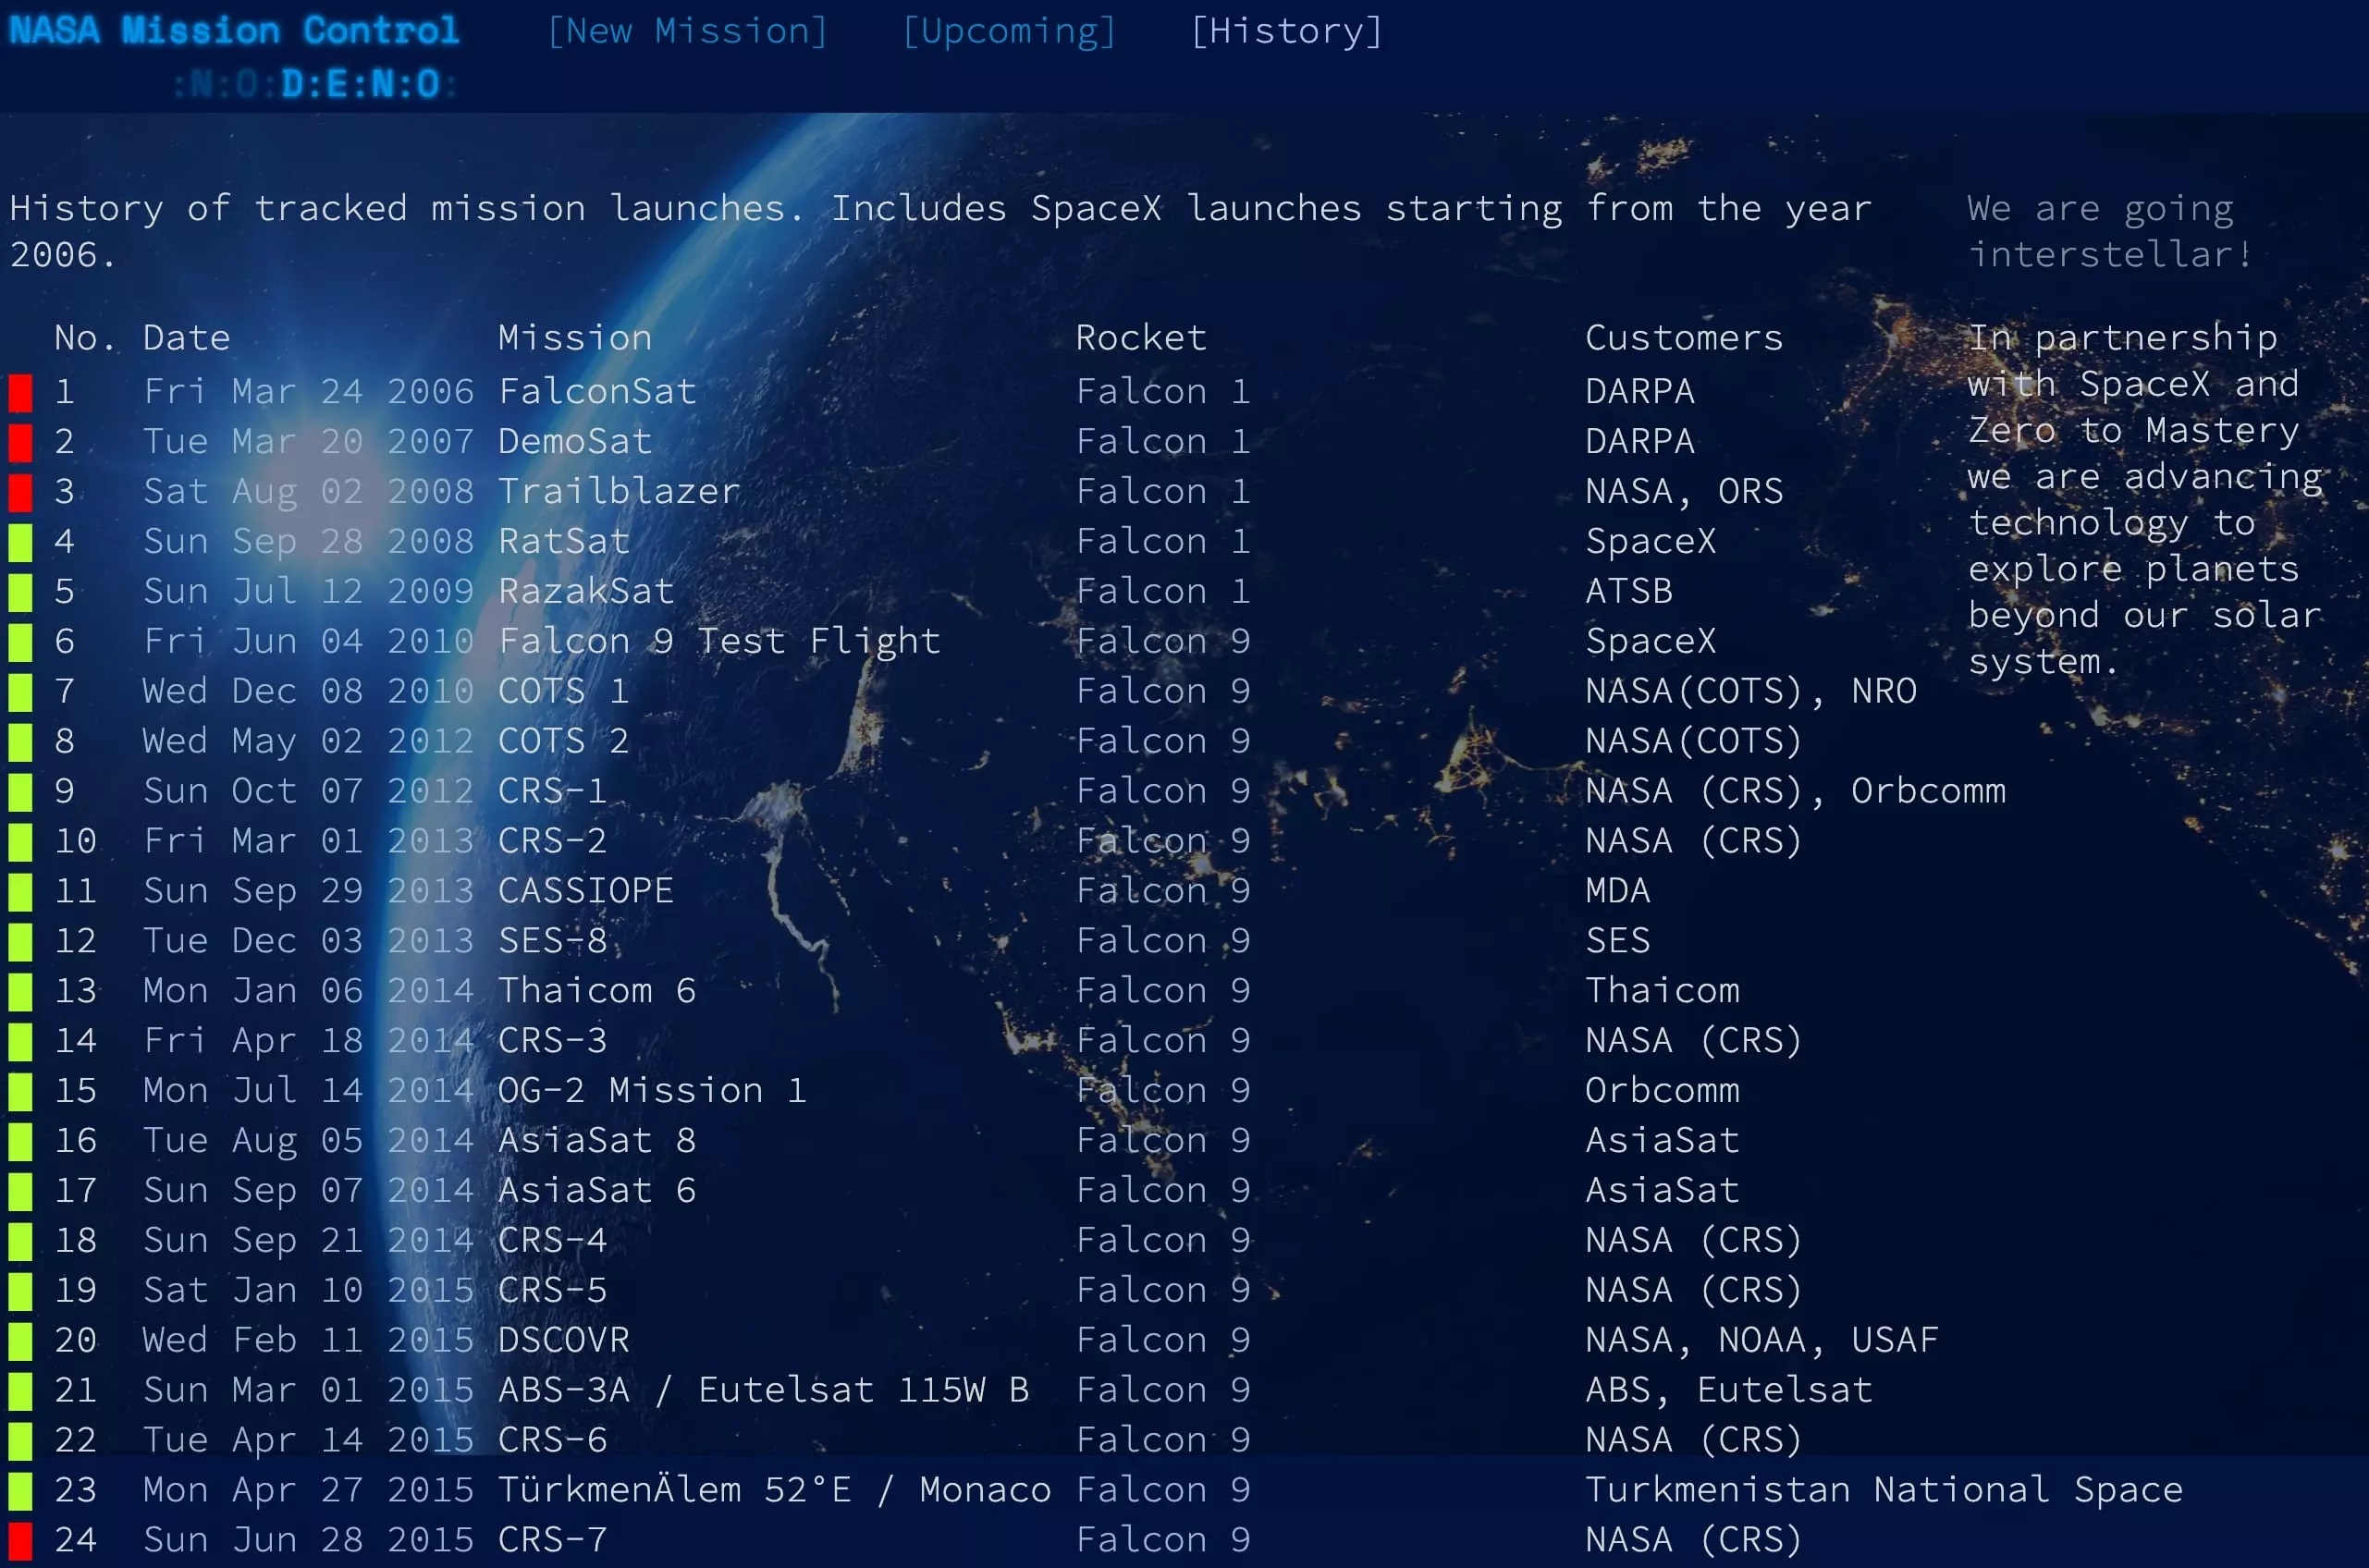 NASA Mission Control [New Mission] [Upcoming] [History]
:N:O:D:E:N:O:
History of tracked mission launches. Includes SpaceX launches starting from the year
2006.
We are going
interstellar!
In partnership
with SpaceX and
Zero to Mastery
we are advancing
technology to
explore planets
beyond our solar
system.
No. Date Mission Rocket Customers
1 Fri Mar 24 2006 FalconSat Falcon 1 DARPA
2 Tue Mar 20 2007 DemoSat Falcon 1 DARPA
3 Sat Aug 02 2008 Trailblazer Falcon 1 NASA, ORS
4 Sun Sep 28 2008 RatSat Falcon 1 SpaceX
5 Sun Jul 12 2009 RazakSat Falcon 1 ATSB
6 Fri Jun 04 2010 Falcon 9 Test Flight Falcon 9 SpaceX
7 Wed Dec 08 2010 COTS 1 Falcon 9 NASA(COTS), NRO
8 Wed May 02 2012 COTS 2 Falcon 9 NASA(COTS)
9 Sun Oct 07 2012 CRS-1 Falcon 9 NASA (CRS), Orbcomm
10 Fri Mar 01 2013 CRS-2 Falcon 9 NASA (CRS)
11 Sun Sep 29 2013 CASSIOPE Falcon 9 MDA
12 Tue Dec 03 2013 SES-8 Falcon 9 SES
13 Mon Jan 06 2014 Thaicom 6 Falcon 9 Thaicom
14 Fri Apr 18 2014 CRS-3 Falcon 9 NASA (CRS)
15 Mon Jul 14 2014 OG-2 Mission 1 Falcon 9 Orbcomm
16 Tue Aug 05 2014 AsiaSat 8 Falcon 9 AsiaSat
17 Sun Sep 07 2014 AsiaSat 6 Falcon 9 AsiaSat
18 Sun Sep 21 2014 CRS-4 Falcon 9 NASA (CRS)
19 Sat Jan 10 2015 CRS-5 Falcon 9 NASA (CRS)
20 Wed Feb 11 2015 DSCOVR Falcon 9 NASA, NOAA, USAF
21 Sun Mar 01 2015 ABS-3A / Eutelsat 115W B Falcon 9 ABS, Eutelsat
22 Tue Apr 14 2015 CRS-6 Falcon 9 NASA (CRS)
23 Mon Apr 27 2015 TürkmenÄlem 52°E / Monaco Falcon 9 Turkmenistan National Space
24 Sun Jun 28 2015 CRS-7 Falcon 9 NASA (CRS)